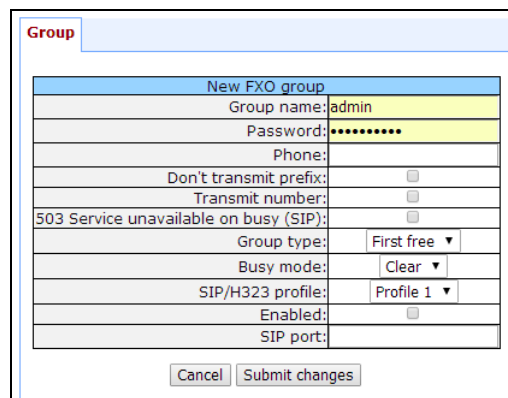 Group
New FXO group
Group name: admin
Password: ••••••••••
Phone:
Don't transmit prefix:
Transmit number:
503 Service unavailable on busy (SIP):
Group type: First free ▼
Busy mode: Clear ▼
SIP/H323 profile: Profile 1 ▼
Enabled:
SIP port:
Cancel Submit changes